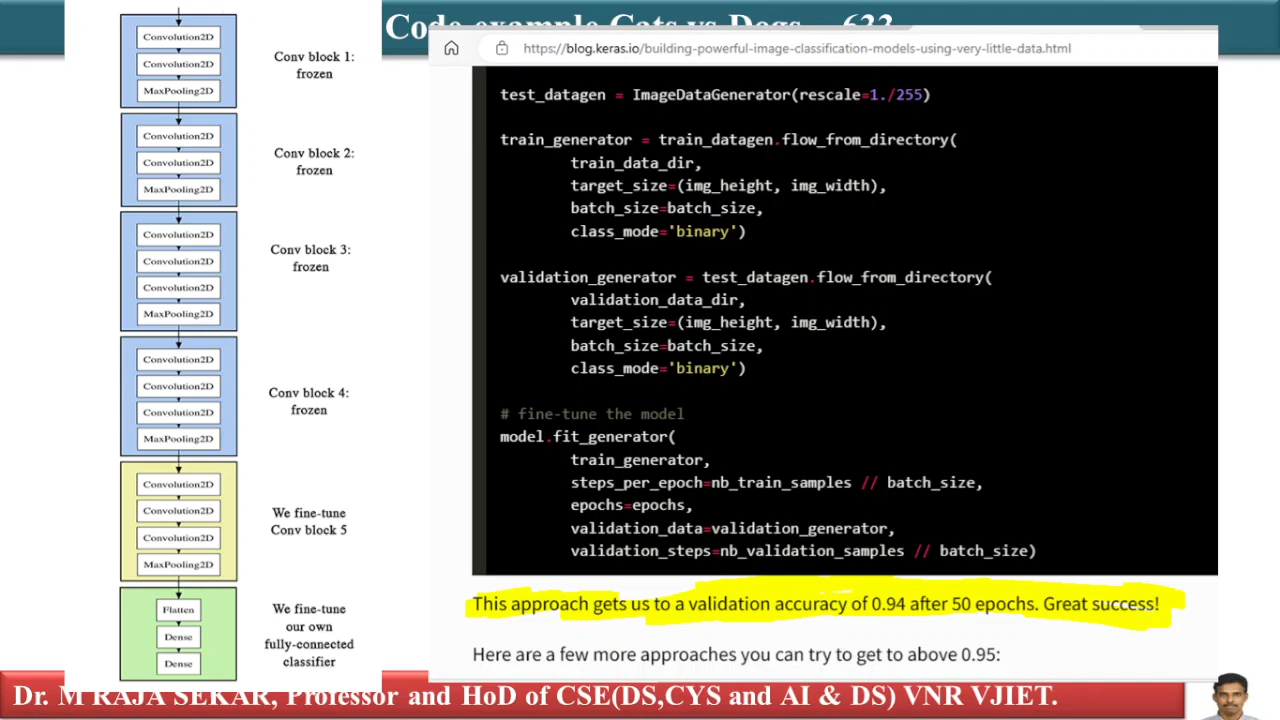 Code example Cats vs Dogs
Convolution2D
Convolution2D
MaxPooling2D
Conv block 1:
frozen
Convolution2D
Convolution2D
MaxPooling2D
Conv block 2:
frozen
Convolution2D
Convolution2D
Convolution2D
MaxPooling2D
Conv block 3:
frozen
Convolution2D
Convolution2D
Convolution2D
MaxPooling2D
Conv block 4:
frozen
Convolution2D
Convolution2D
Convolution2D
MaxPooling2D
We fine-tune
Conv block 5
Flatten
Dense
Dense
We fine-tune
our own
fully-connected
classifier
https://blog.keras.io/building-powerful-image-classification-models-using-very-little-data.html
test_datagen = ImageDataGenerator(rescale=1./255)
train_generator = train_datagen.flow_from_directory(
train_data_dir,
target_size=(img_height, img_width),
batch_size=batch_size,
class_mode='binary')
validation_generator = test_datagen.flow_from_directory(
validation_data_dir,
target_size=(img_height, img_width),
batch_size=batch_size,
class_mode='binary')
# fine-tune the model
model.fit_generator(
train_generator,
steps_per_epoch=nb_train_samples // batch_size,
epochs=epochs,
validation_data=validation_generator,
validation_steps=nb_validation_samples // batch_size)
This approach gets us to a validation accuracy of 0.94 after 50 epochs. Great success!
Here are a few more approaches you can try to get to above 0.95:
Dr. M RAJA SEKAR, Professor and HoD of CSE(DS,CYS and AI & DS) VNR VJIET.